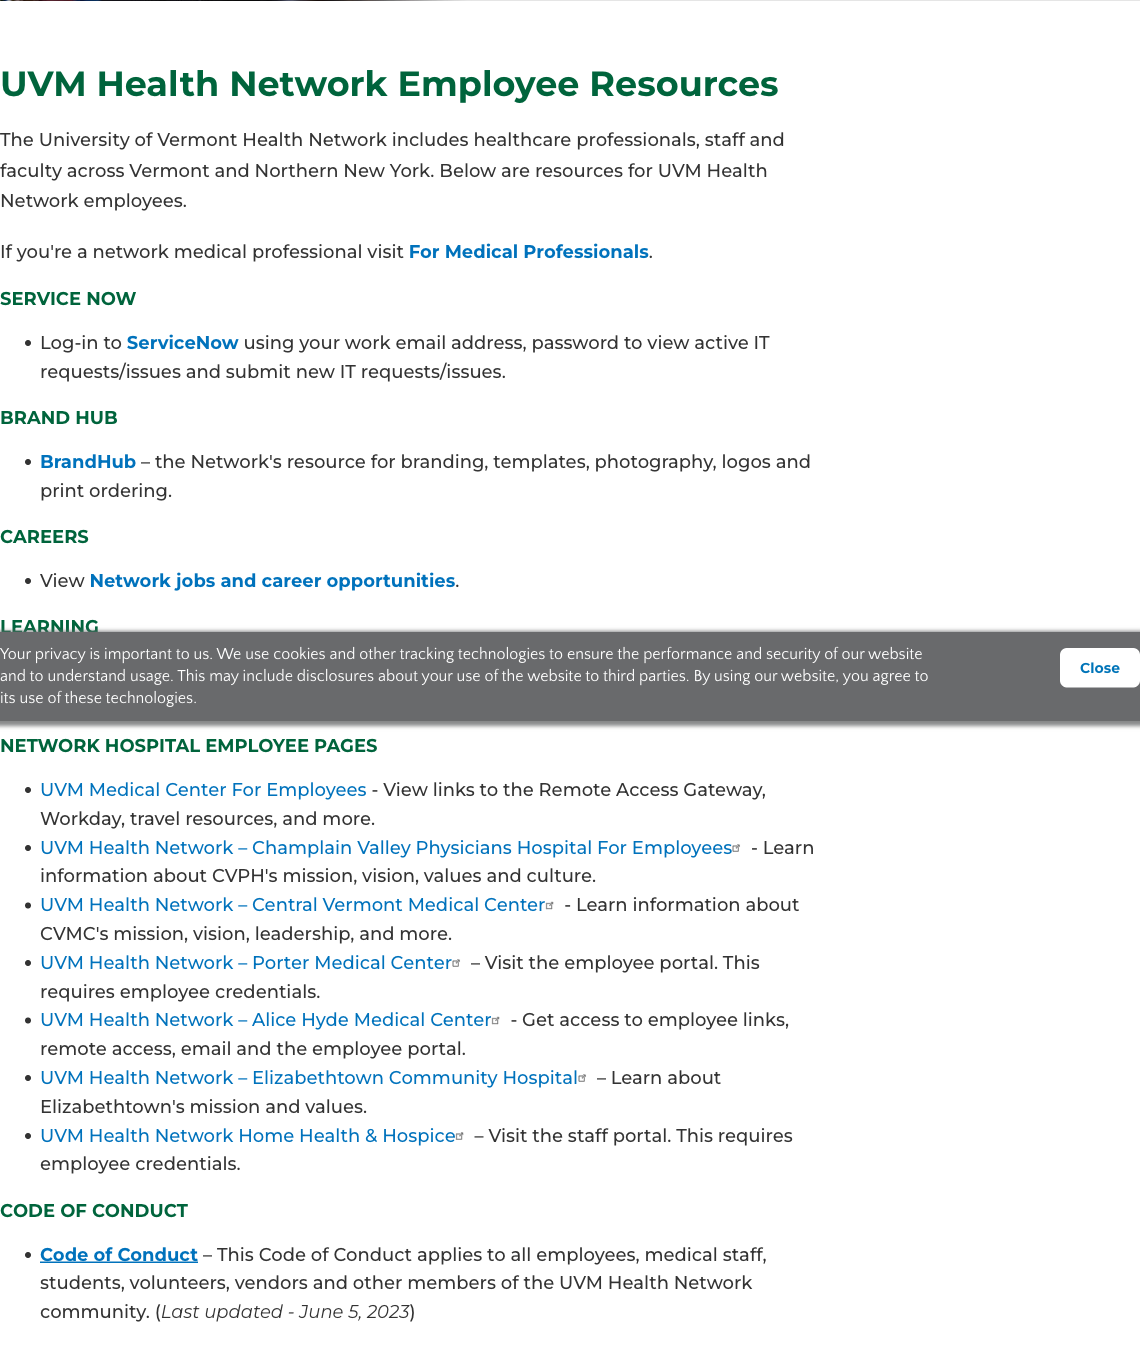 UVM Health Network Employee Resources
The University of Vermont Health Network includes healthcare professionals, staff and
faculty across Vermont and Northern New York. Below are resources for UVM Health
Network employees.
If you're a network medical professional visit For Medical Professionals.
SERVICE NOW
• Log-in to ServiceNow using your work email address, password to view active IT
requests/issues and submit new IT requests/issues.
BRAND HUB
• BrandHub – the Network's resource for branding, templates, photography, logos and
print ordering.
CAREERS
• View Network jobs and career opportunities.
LEARNING
Your privacy is important to us. We use cookies and other tracking technologies to ensure the performance and security of our website
and to understand usage. This may include disclosures about your use of the website to third parties. By using our website, you agree to
its use of these technologies.
Close
NETWORK HOSPITAL EMPLOYEE PAGES
• UVM Medical Center For Employees - View links to the Remote Access Gateway,
Workday, travel resources, and more.
• UVM Health Network – Champlain Valley Physicians Hospital For Employees - Learn
information about CVPH's mission, vision, values and culture.
• UVM Health Network – Central Vermont Medical Center - Learn information about
CVMC's mission, vision, leadership, and more.
• UVM Health Network – Porter Medical Center – Visit the employee portal. This
requires employee credentials.
• UVM Health Network – Alice Hyde Medical Center - Get access to employee links,
remote access, email and the employee portal.
• UVM Health Network – Elizabethtown Community Hospital – Learn about
Elizabethtown's mission and values.
• UVM Health Network Home Health & Hospice – Visit the staff portal. This requires
employee credentials.
CODE OF CONDUCT
• Code of Conduct – This Code of Conduct applies to all employees, medical staff,
students, volunteers, vendors and other members of the UVM Health Network
community. (Last updated - June 5, 2023)